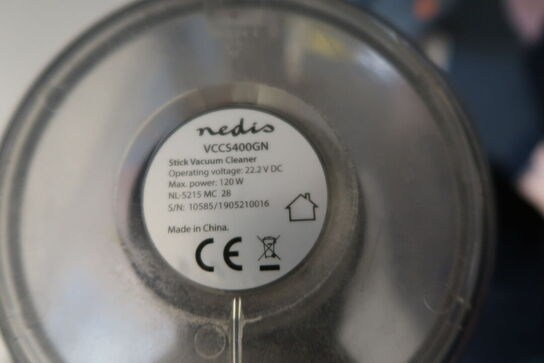 nedis
VCCS400GN
Stick Vacuum Cleaner
Operating voltage: 22.2 V DC
Max. power: 120 W
NL-5215 MC 28
S/N: 10585/1905210016
Made in China.
CE